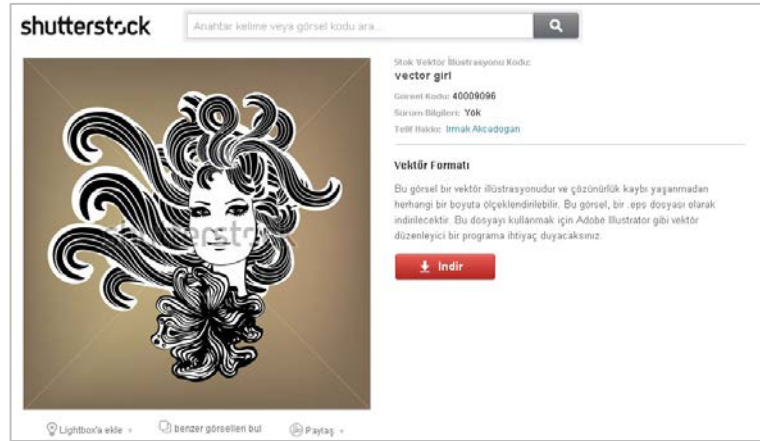 shutterstock
Anahtar kelime veya görsel kodu ara...
Stok Vektör İllustrasyonu Kodu:
vector girl
Görsel Kodu: 40009096
Sürum Bilgileri: Yok
Telif Hakkı: Irmak Akcadogan
Vektör Formatı
Bu görsel bir vektör illüstrasyonudur ve çözünürlük kaybı yaşanmadan
herhangi bir boyuta ölçeklendirilebilir. Bu görsel, bir .eps dosyası olarak
indirilecektir. Bu dosyayı kullanmak için Adobe Illustrator gibi vektör
düzenleyici bir programa ihtiyaç duyacaksınız.
İndir
shutterstock
Lightbox'a ekle
benzer görselleri bul
Paylaş